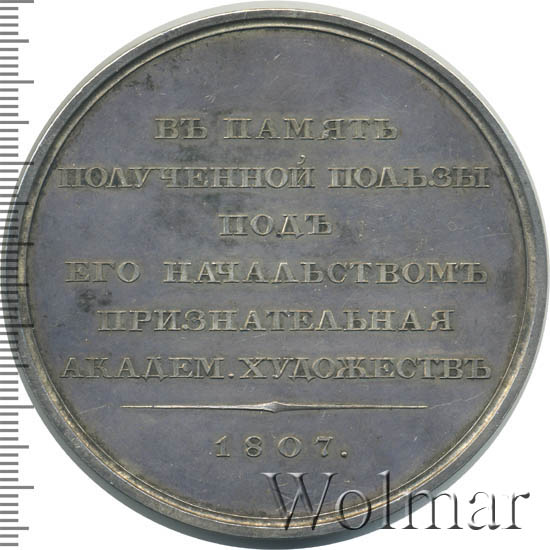 ВЪ ПАМЯТЬ
ПОЛУЧЕННОЙ ПОЛЬЗЫ
ПОДЪ
ЕГО НАЧАЛЬСТВОМЪ
ПРИЗНАТЕЛЬНАЯ
АКАДЕМ. ХУДОЖЕСТВЪ
1807.
Wolmar